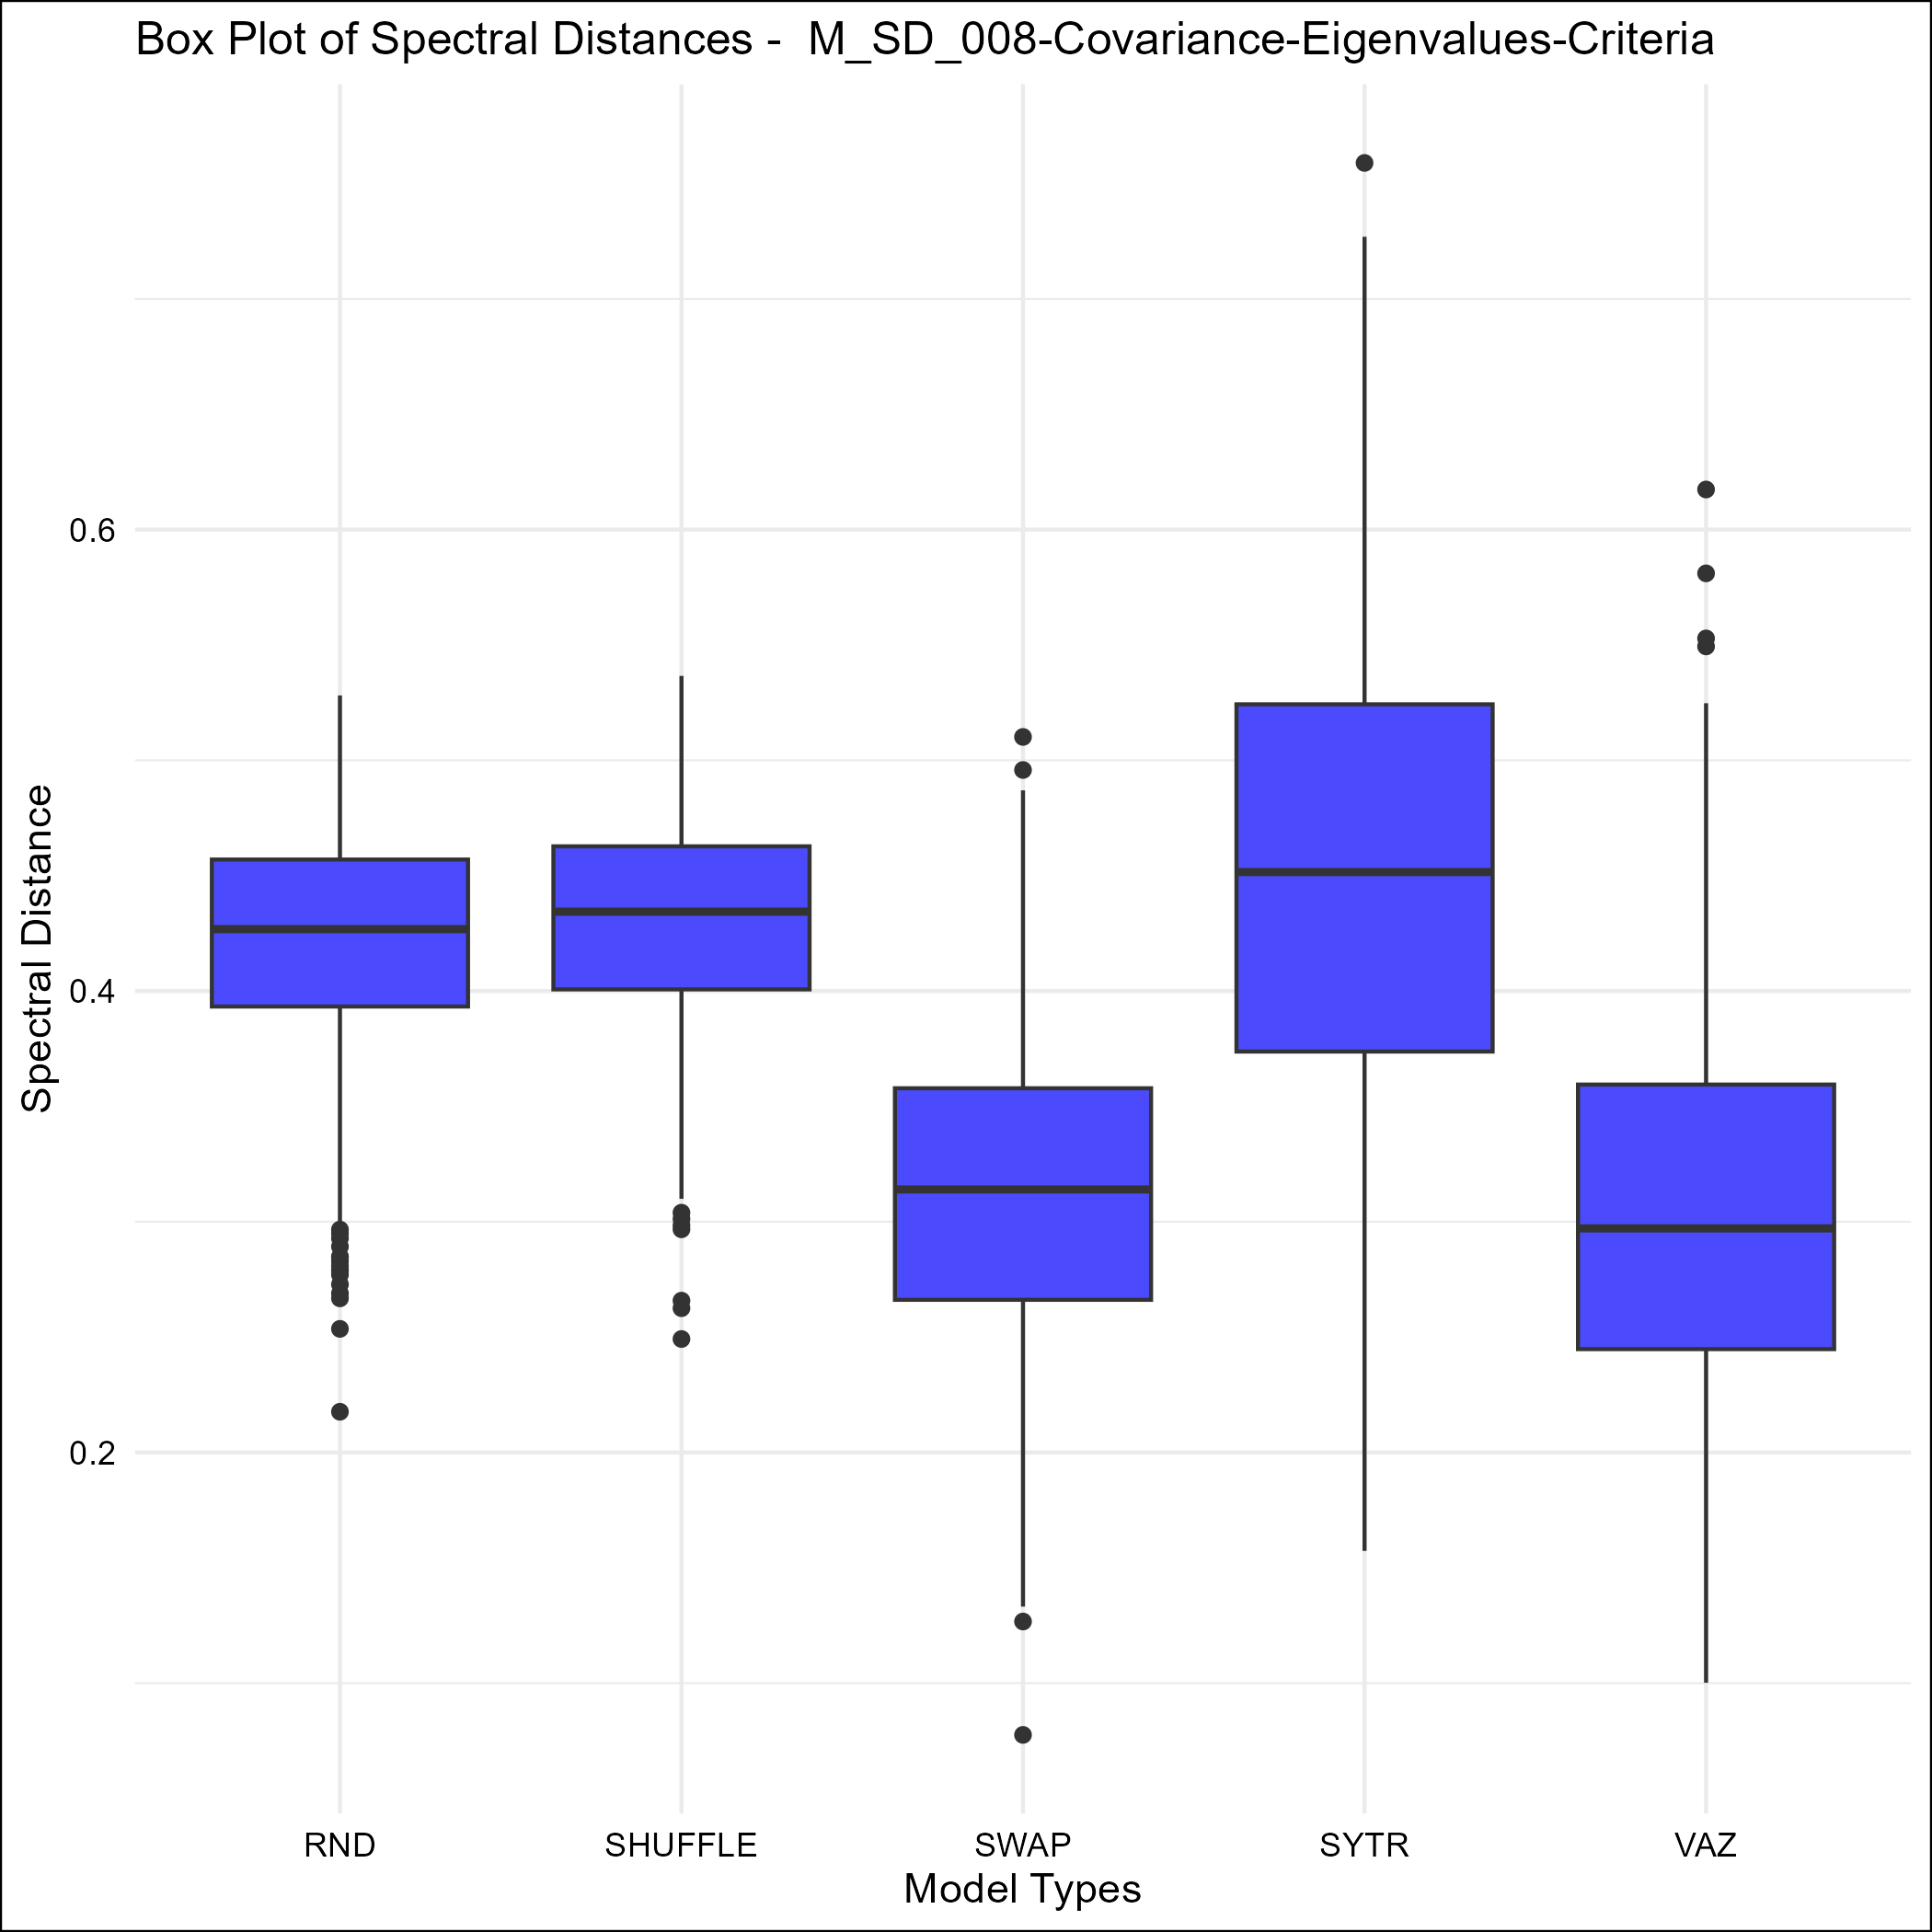 Box Plot of Spectral Distances -  M_SD_008-Covariance-Eigenvalues-Criteria
Spectral Distance
0.6
0.4
0.2
RND SHUFFLE SWAP SYTR VAZ
Model Types